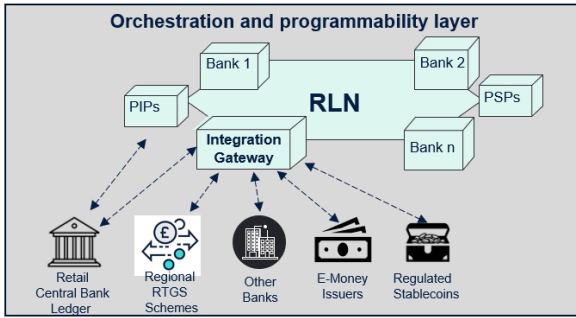 Orchestration and programmability layer
Bank 1
Bank 2
PIPs
RLN
PSPs
Integration
Gateway
Bank n
£
Retail
Central Bank
Ledger
Regional
RTGS
Schemes
Other
Banks
E-Money
Issuers
Regulated
Stablecoins